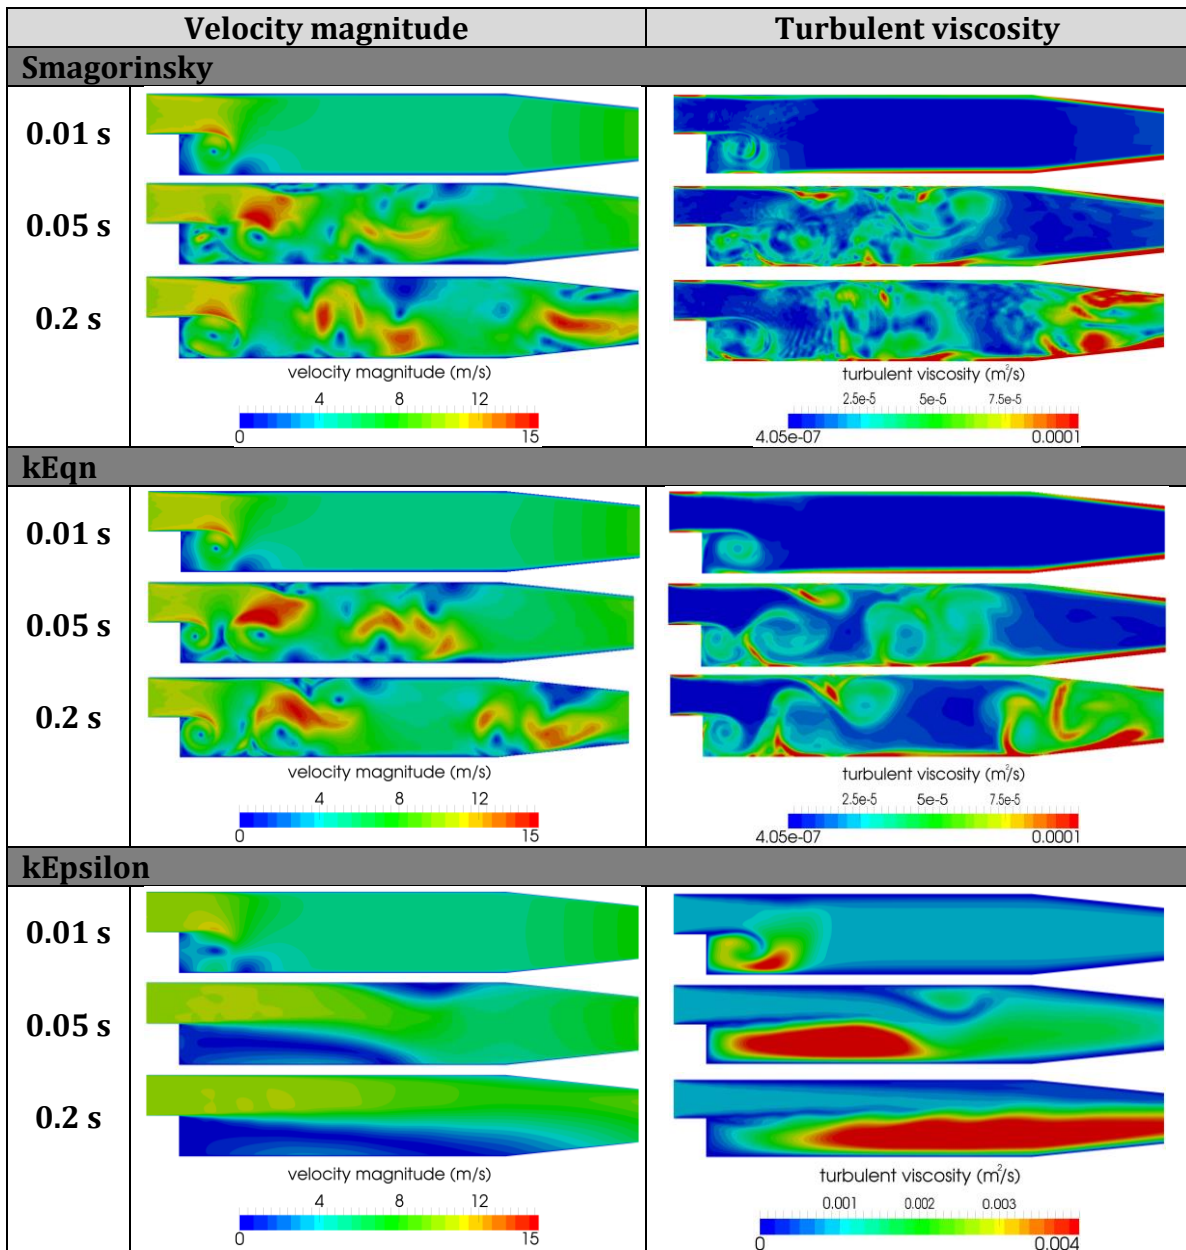 Velocity magnitude Turbulent viscosity
Smagorinsky
0.01 s
0.05 s
0.2 s
velocity magnitude (m/s) turbulent viscosity (m²/s)
4 8 12 2.5e-5 5e-5 7.5e-5
0 15 4.05e-07 0.0001
kEqn
0.01 s
0.05 s
0.2 s
velocity magnitude (m/s) turbulent viscosity (m²/s)
4 8 12 2.5e-5 5e-5 7.5e-5
0 15 4.05e-07 0.0001
kEpsilon
0.01 s
0.05 s
0.2 s
velocity magnitude (m/s) turbulent viscosity (m²/s)
4 8 12 0.001 0.002 0.003
0 15 0 0.004